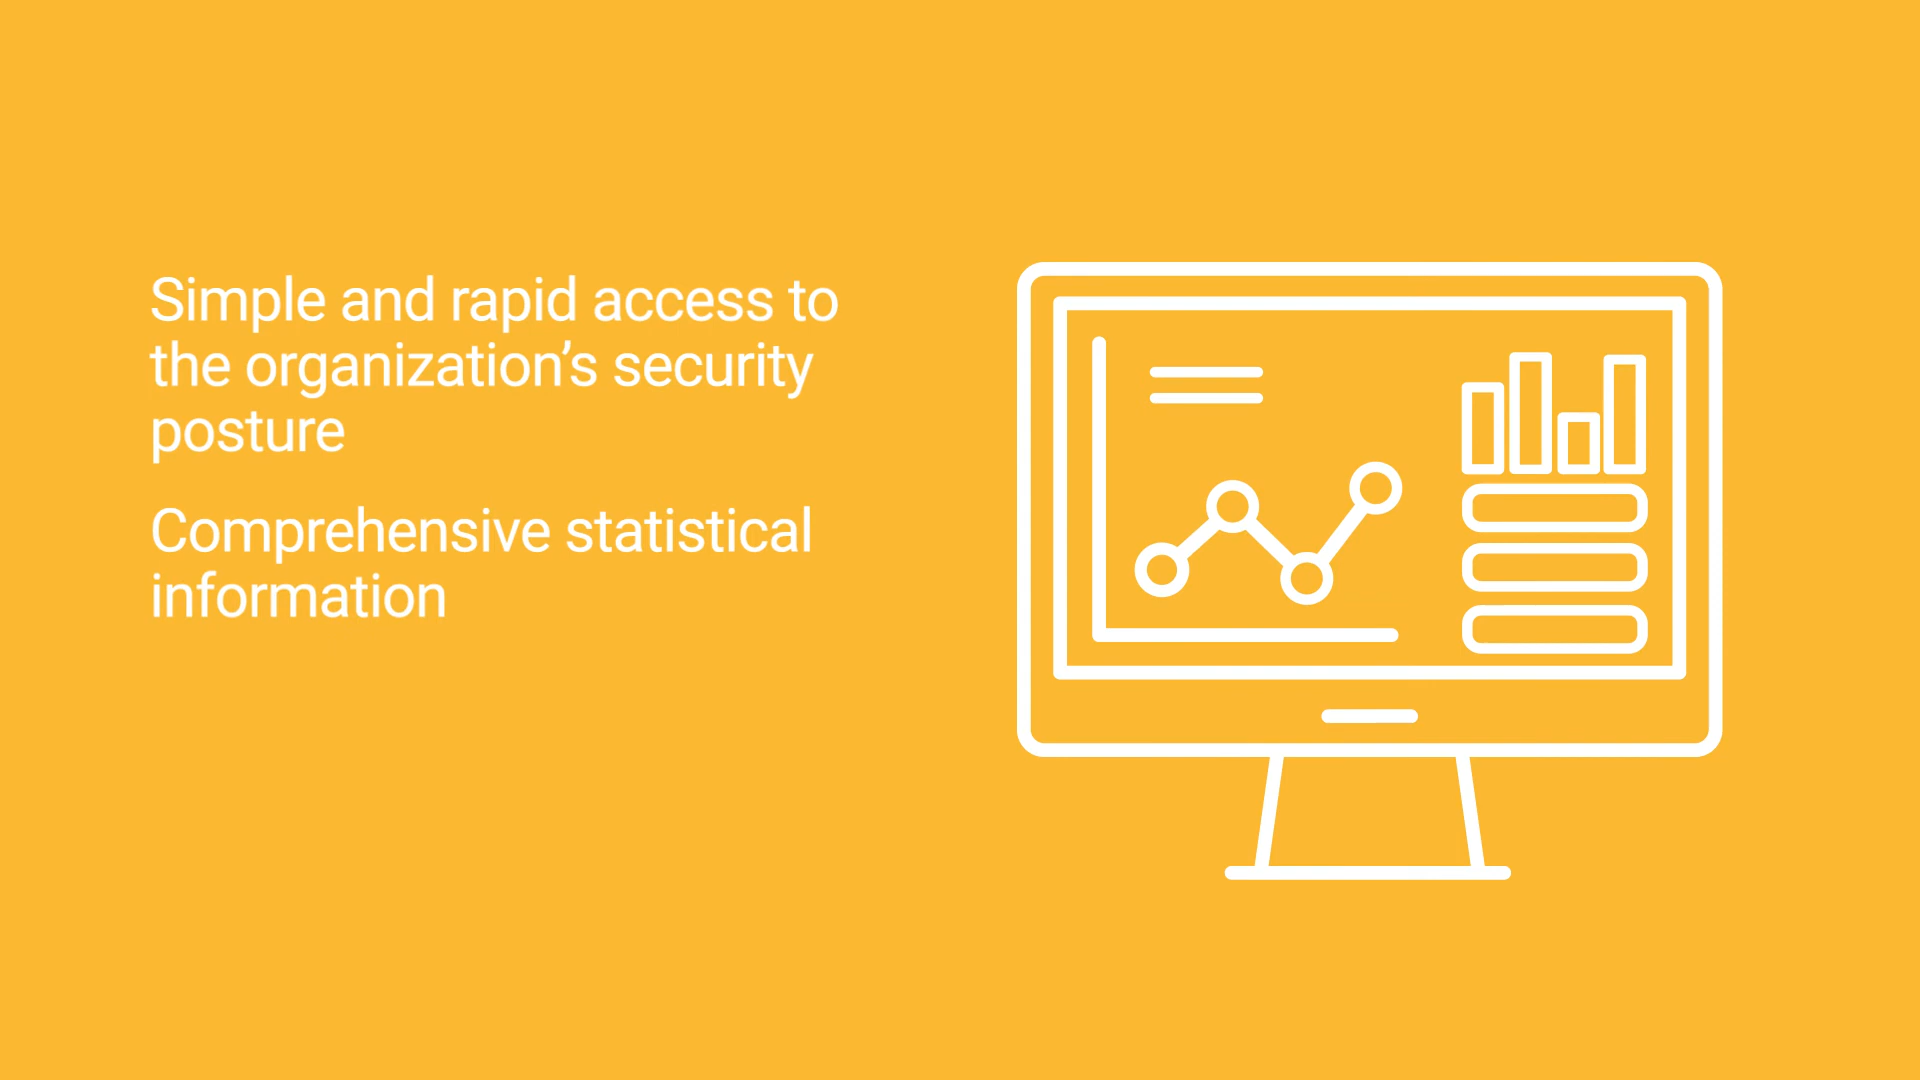 Simple and rapid access to
the organization’s security
posture
Comprehensive statistical
information